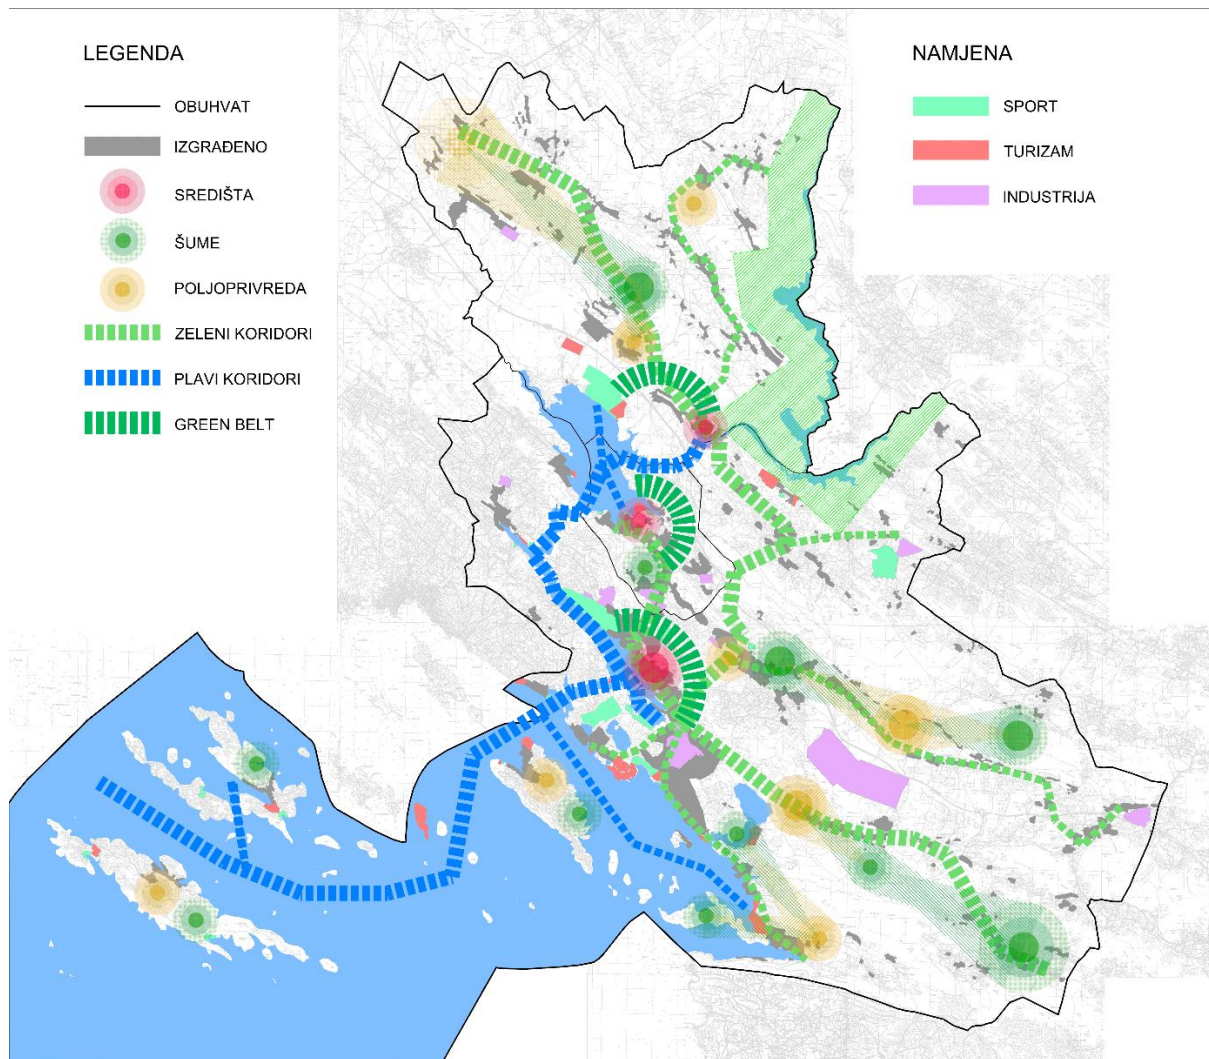 LEGENDA
OBUHVAT
IZGRAĐENO
SREDIŠTA
ŠUME
POLJOPRIVREDA
ZELENI KORIDORI
PLAVI KORIDORI
GREEN BELT
NAMJENA
SPORT
TURIZAM
INDUSTRIJA